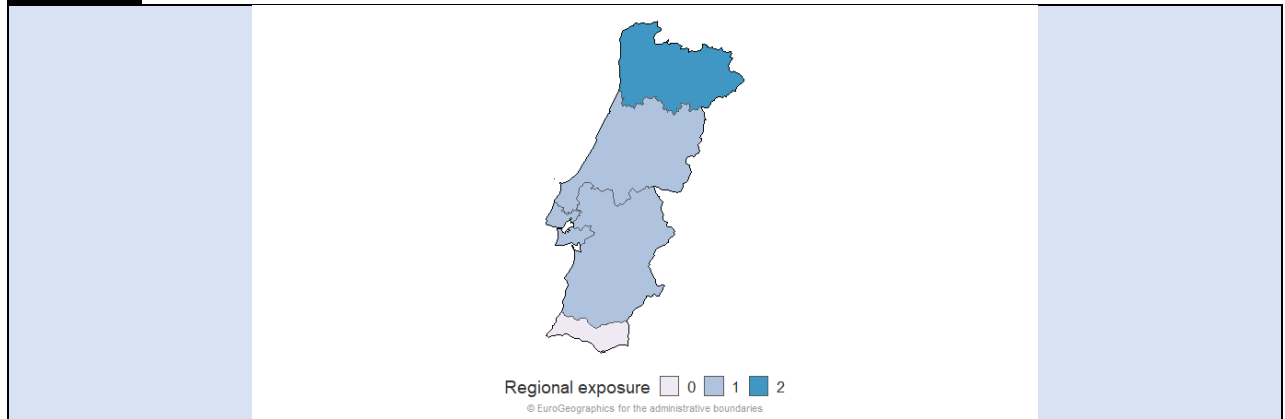 Regional exposure 0 1 2
© EuroGeographics for the administrative boundaries